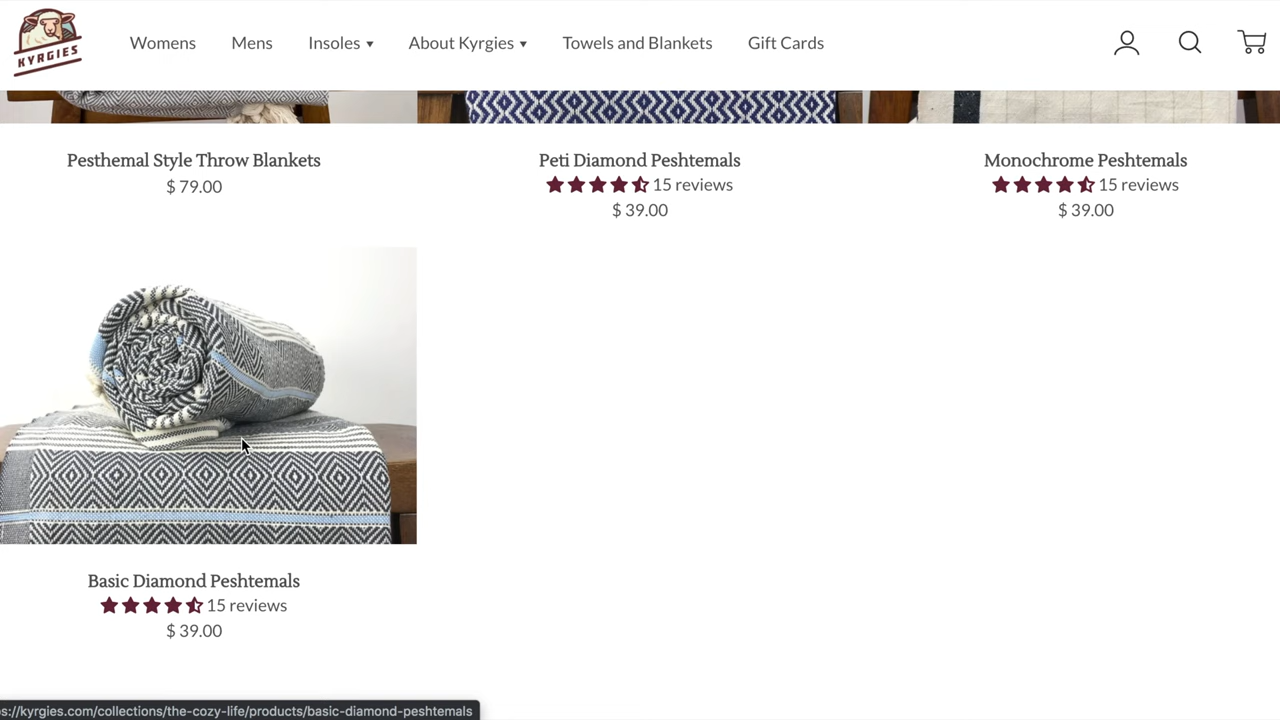 KYRGIES
Womens
Mens
Insoles ▾
About Kyrgies ▾
Towels and Blankets
Gift Cards
Pesthemal Style Throw Blankets
$ 79.00
Peti Diamond Peshtemals
15 reviews
$ 39.00
Monochrome Peshtemals
15 reviews
$ 39.00
Basic Diamond Peshtemals
15 reviews
$ 39.00
s://kyrgies.com/collections/the-cozy-life/products/basic-diamond-peshtemals